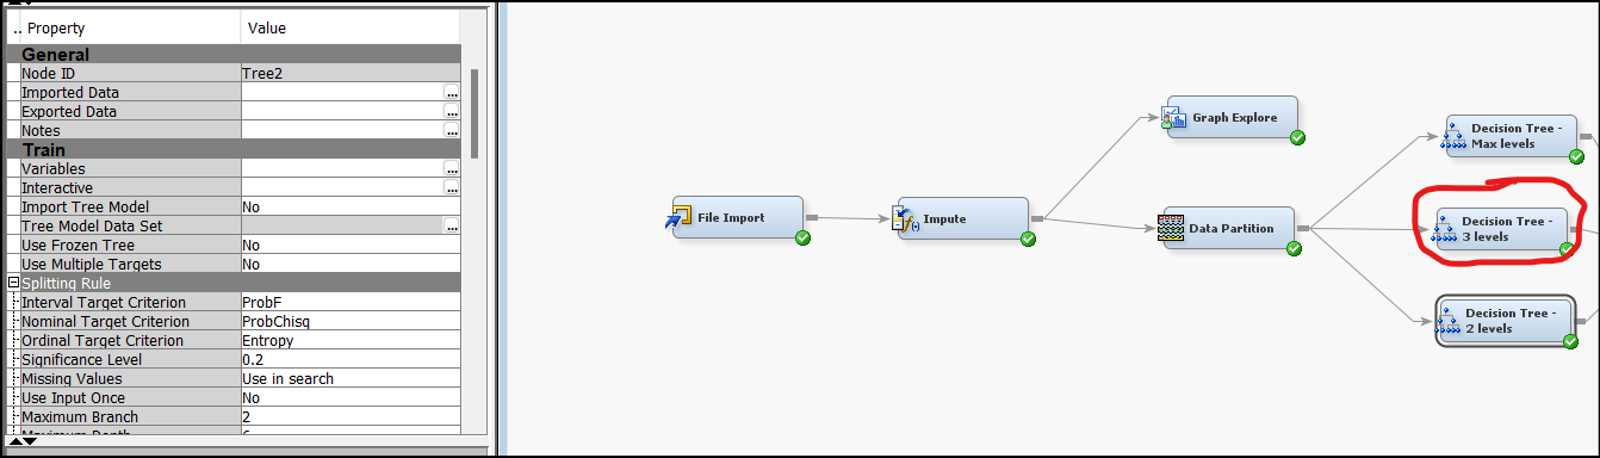 .. Property Value
General
Node ID Tree2
Imported Data ...
Exported Data ...
Notes ...
Train
Variables ...
Interactive ...
Import Tree Model No
Tree Model Data Set ...
Use Frozen Tree No
Use Multiple Targets No
Splitting Rule
Interval Target Criterion ProbF
Nominal Target Criterion ProbChisq
Ordinal Target Criterion Entropy
Significance Level 0.2
Missing Values Use in search
Use Input Once No
Maximum Branch 2
File Import
Impute
Graph Explore
Data Partition
Decision Tree -
Max levels
Decision Tree -
3 levels
Decision Tree -
2 levels